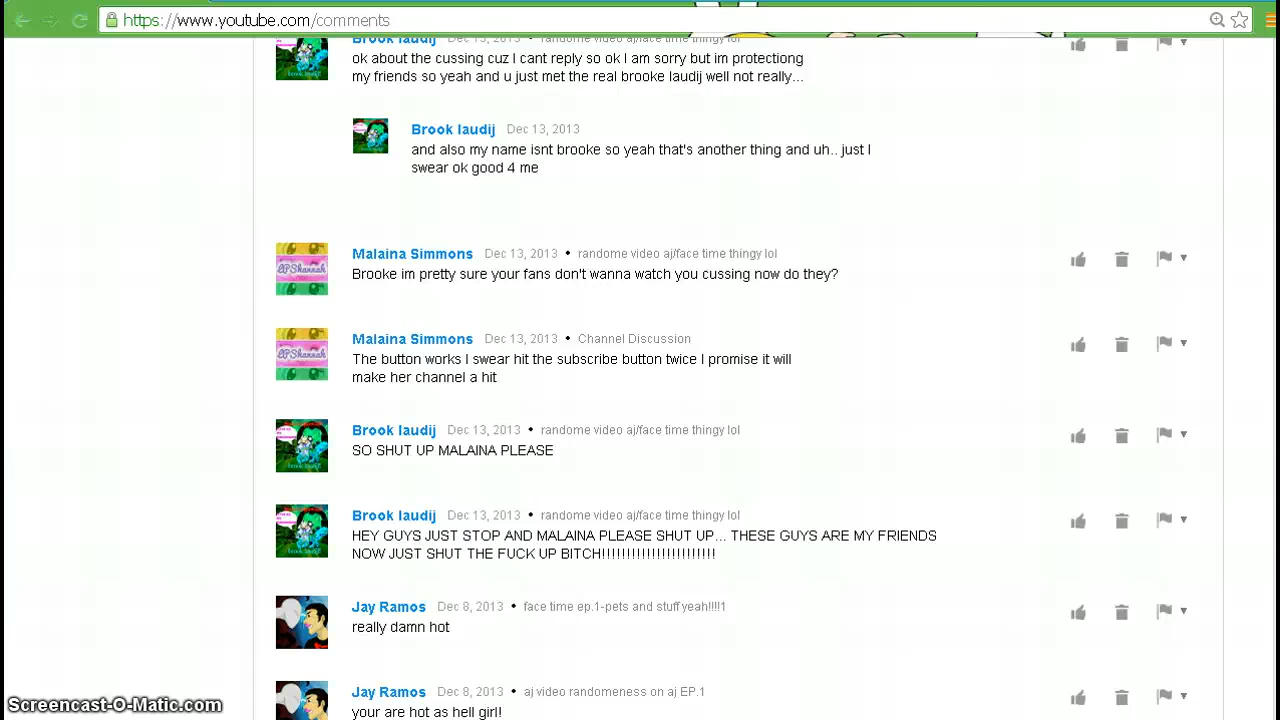 https://www.youtube.com/comments
Brook laudij Dec 13, 2013 • randome video aj/face time thingy lol
ok about the cussing cuz I cant reply so ok I am sorry but im protectiong
my friends so yeah and u just met the real brooke laudij well not really...
Brook laudij Dec 13, 2013
and also my name isnt brooke so yeah that's another thing and uh.. just I
swear ok good 4 me
Malaina Simmons Dec 13, 2013 • randome video aj/face time thingy lol
Brooke im pretty sure your fans don't wanna watch you cussing now do they?
Malaina Simmons Dec 13, 2013 • Channel Discussion
The button works I swear hit the subscribe button twice I promise it will
make her channel a hit
Brook laudij Dec 13, 2013 • randome video aj/face time thingy lol
SO SHUT UP MALAINA PLEASE
Brook laudij Dec 13, 2013 • randome video aj/face time thingy lol
HEY GUYS JUST STOP AND MALAINA PLEASE SHUT UP... THESE GUYS ARE MY FRIENDS
NOW JUST SHUT THE FUCK UP BITCH!!!!!!!!!!!!!!!!!!!!!!!
Jay Ramos Dec 8, 2013 • face time ep.1-pets and stuff yeah!!!!1
really damn hot
Jay Ramos Dec 8, 2013 • aj video randomeness on aj EP.1
your are hot as hell girl!
Screencast-O-Matic.com